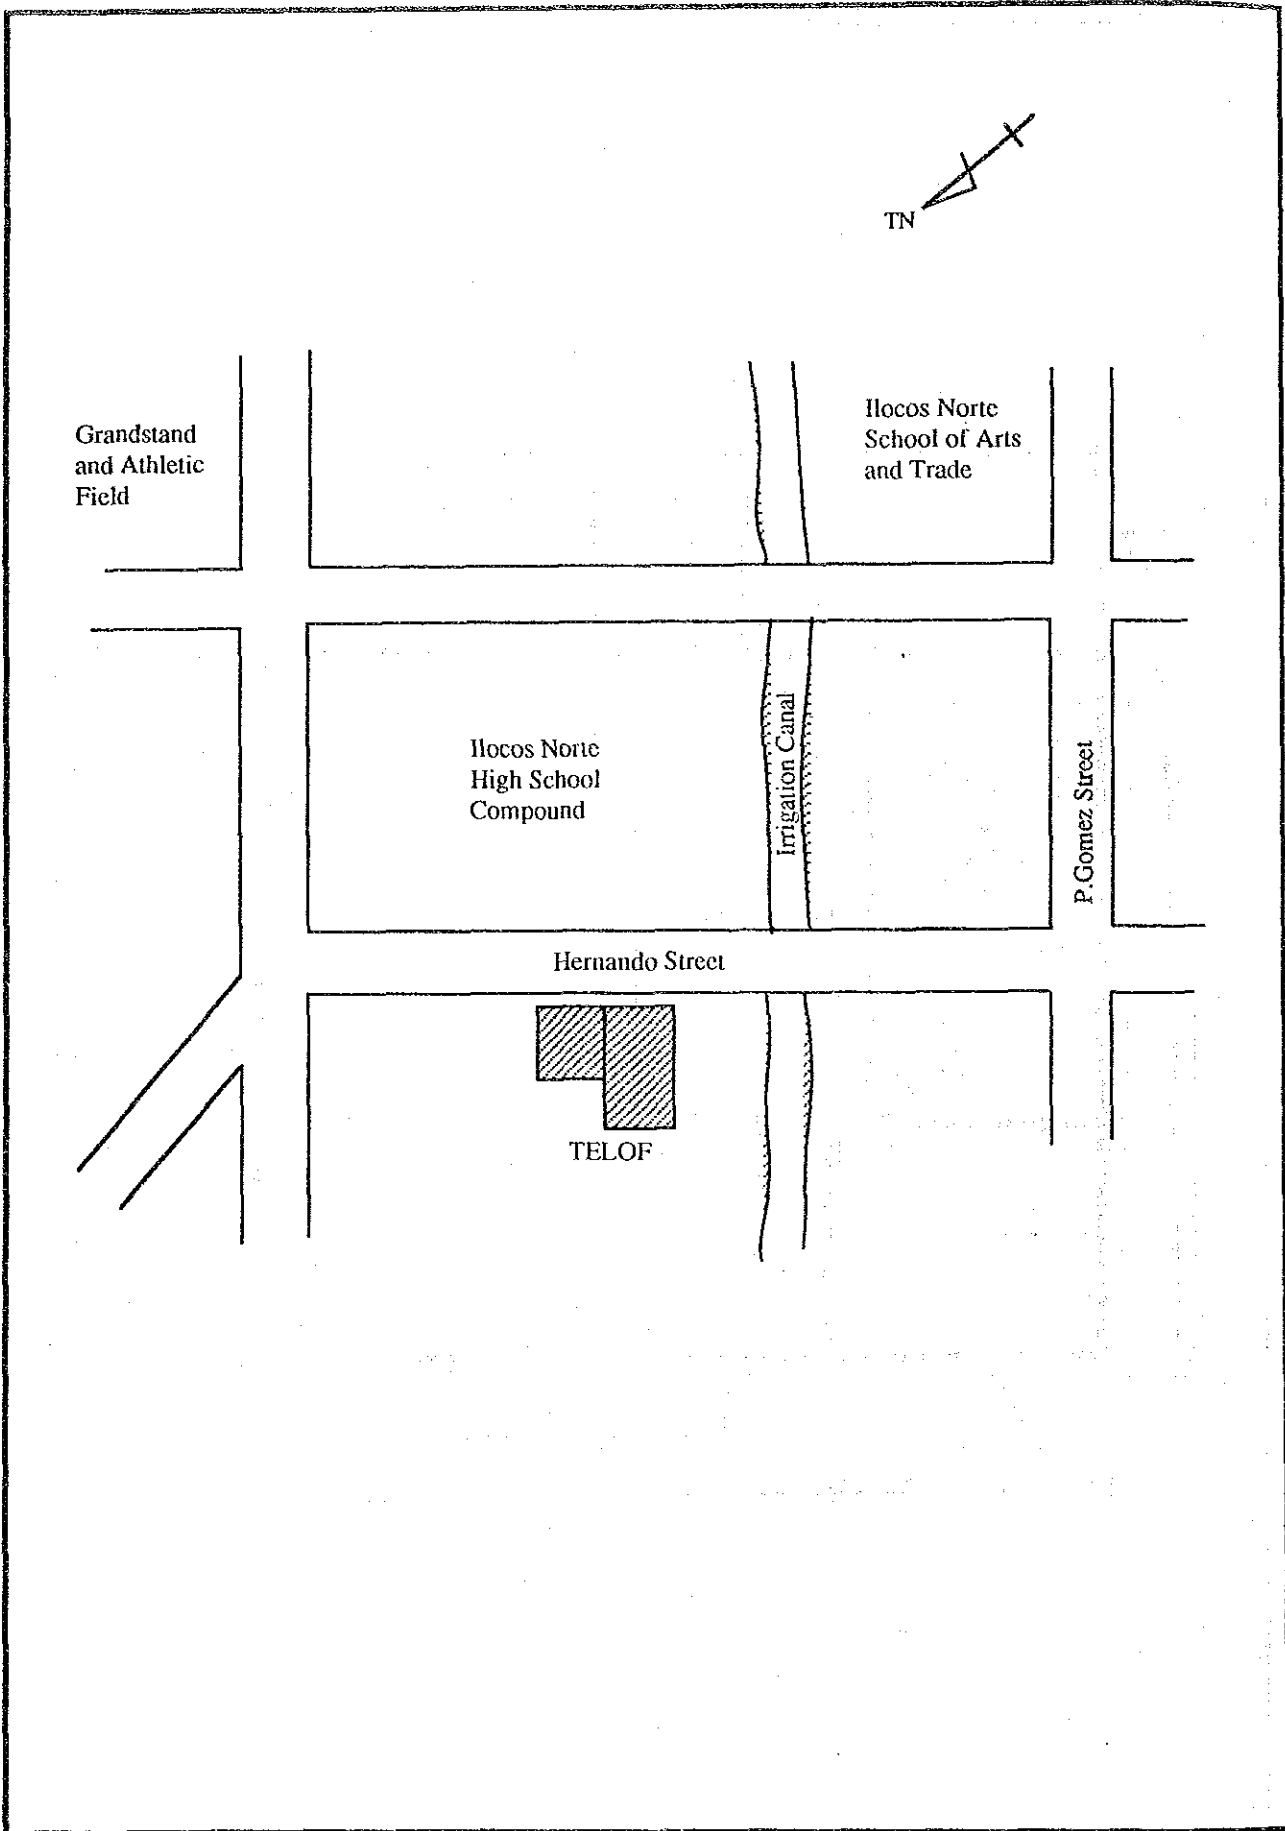 TN
Grandstand
and Athletic
Field
Ilocos Norte
School of Arts
and Trade
Ilocos Norte
High School
Compound
Irrigation Canal
P.Gomez Street
Hernando Street
TELOF